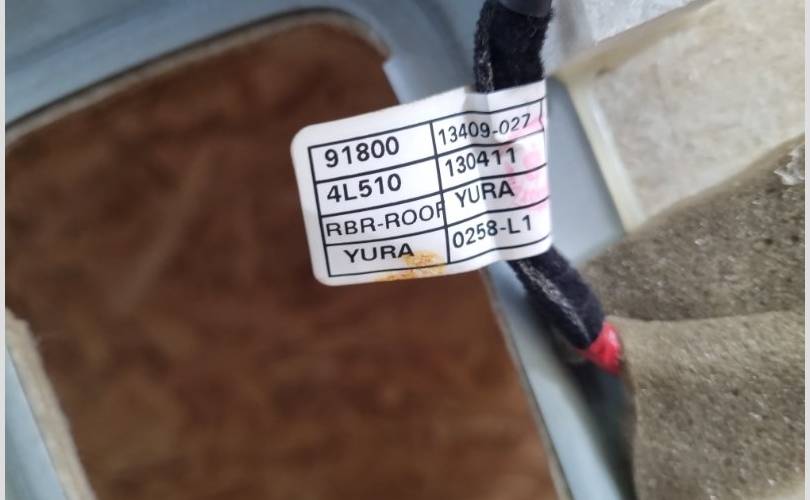 91800 13409-027
4L510 130411
RBR-ROOF YURA
YURA 0258-L1